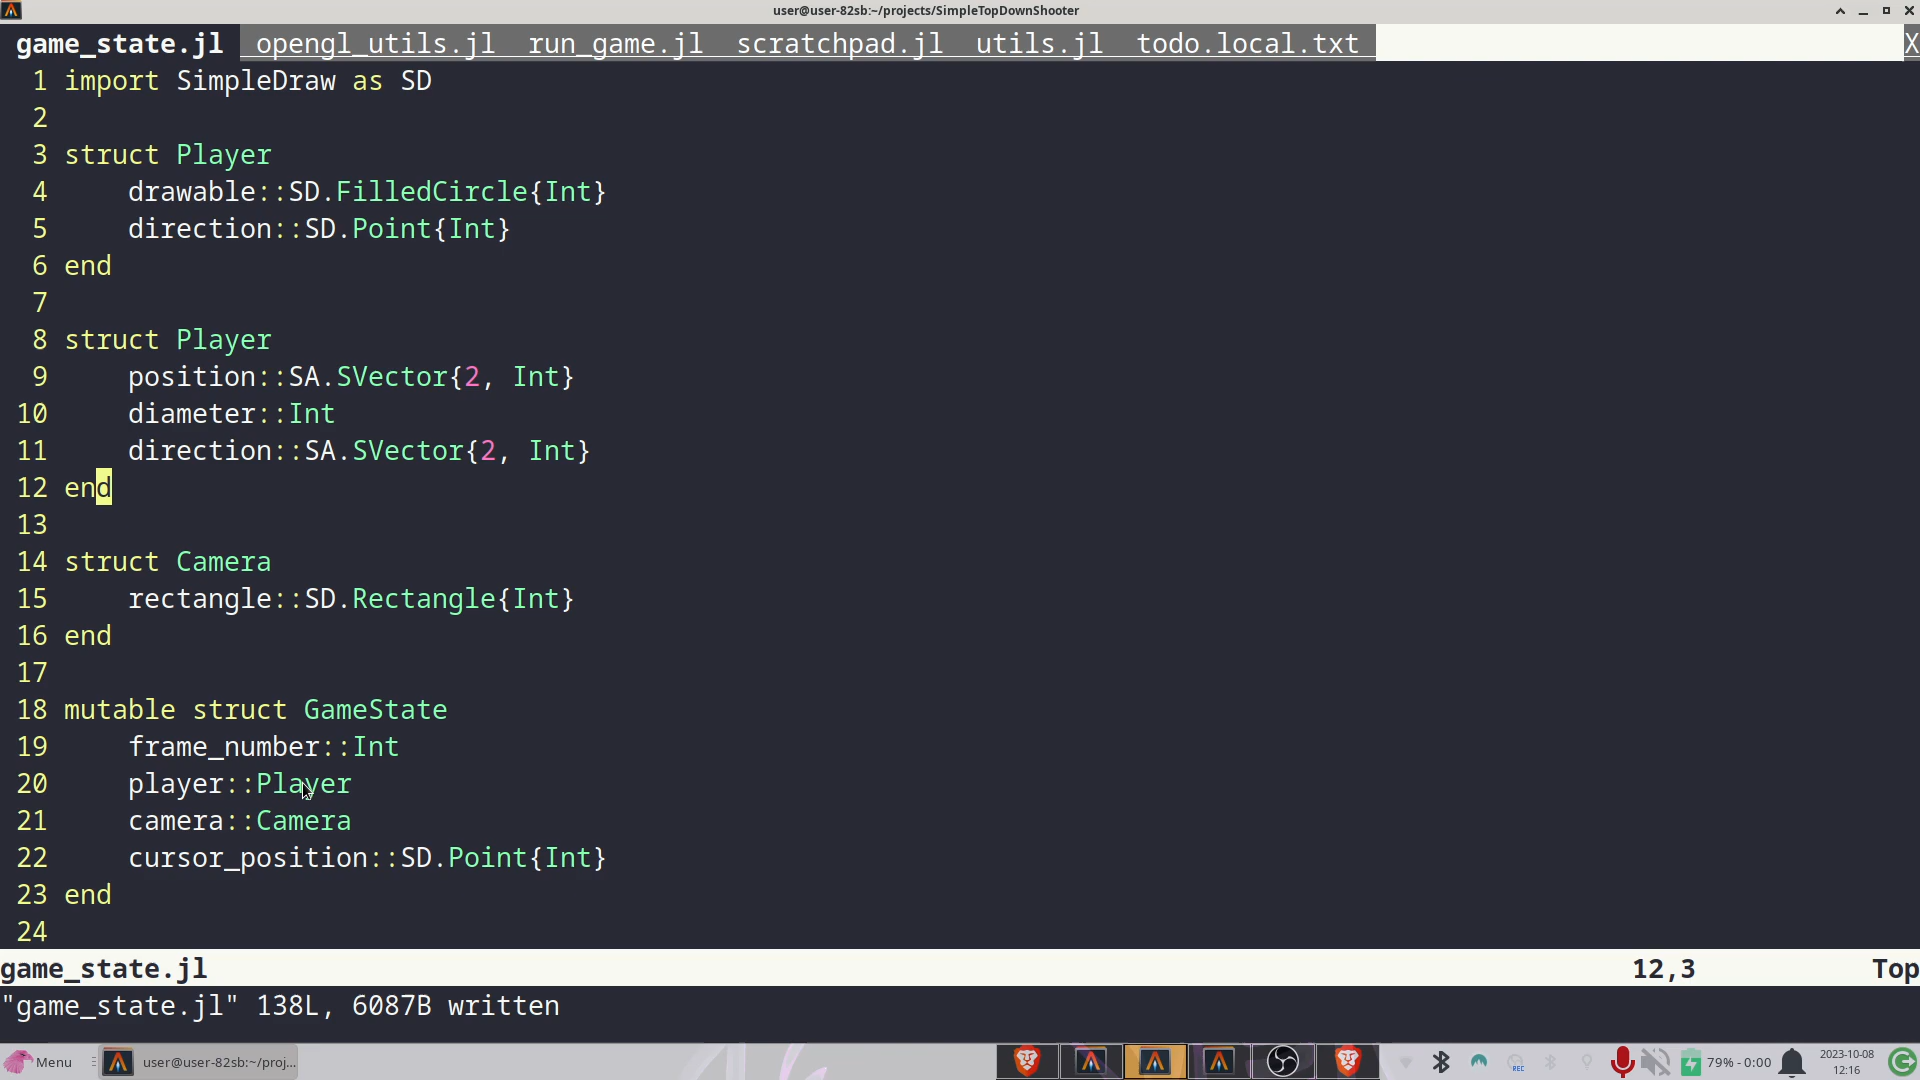 user@user-82sb:~/projects/SimpleTopDownShooter
game_state.jl opengl_utils.jl run_game.jl scratchpad.jl utils.jl todo.local.txt X
1 import SimpleDraw as SD
2
3 struct Player
4     drawable::SD.FilledCircle{Int}
5     direction::SD.Point{Int}
6 end
7
8 struct Player
9     position::SA.SVector{2, Int}
10     diameter::Int
11     direction::SA.SVector{2, Int}
12 end
13
14 struct Camera
15     rectangle::SD.Rectangle{Int}
16 end
17
18 mutable struct GameState
19     frame_number::Int
20     player::Player
21     camera::Camera
22     cursor_position::SD.Point{Int}
23 end
24
game_state.jl 12,3 Top
"game_state.jl" 138L, 6087B written
Menu user@user-82sb:~/proj... REC 79% - 0:00 2023-10-08
12:16